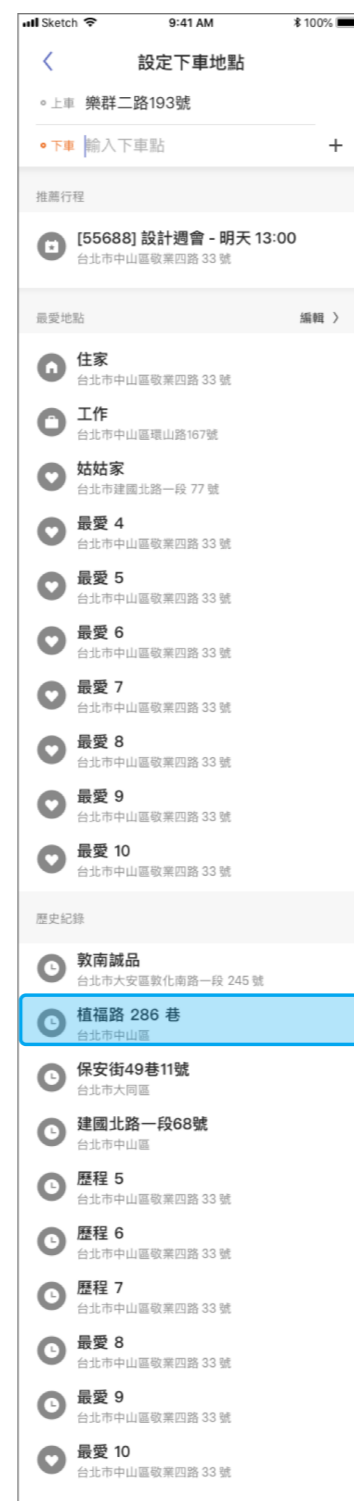 Sketch 9:41 AM 100%
設定下車地點
上車 樂群二路193號
下車 輸入下車點 +
推薦行程
[55688] 設計週會 - 明天 13:00
台北市中山區敬業四路 33 號
最愛地點 編輯 〉
住家
台北市中山區敬業四路 33 號
工作
台北市中山區環山路167號
姑姑家
台北市建國北路一段 77 號
最愛 4
台北市中山區敬業四路 33 號
最愛 5
台北市中山區敬業四路 33 號
最愛 6
台北市中山區敬業四路 33 號
最愛 7
台北市中山區敬業四路 33 號
最愛 8
台北市中山區敬業四路 33 號
最愛 9
台北市中山區敬業四路 33 號
最愛 10
台北市中山區敬業四路 33 號
歷史紀錄
敦南誠品
台北市大安區敦化南路一段 245 號
植福路 286 巷
台北市中山區
保安街49巷11號
台北市大同區
建國北路一段68號
台北市中山區
歷程 5
台北市中山區敬業四路 33 號
歷程 6
台北市中山區敬業四路 33 號
歷程 7
台北市中山區敬業四路 33 號
最愛 8
台北市中山區敬業四路 33 號
最愛 9
台北市中山區敬業四路 33 號
最愛 10
台北市中山區敬業四路 33 號